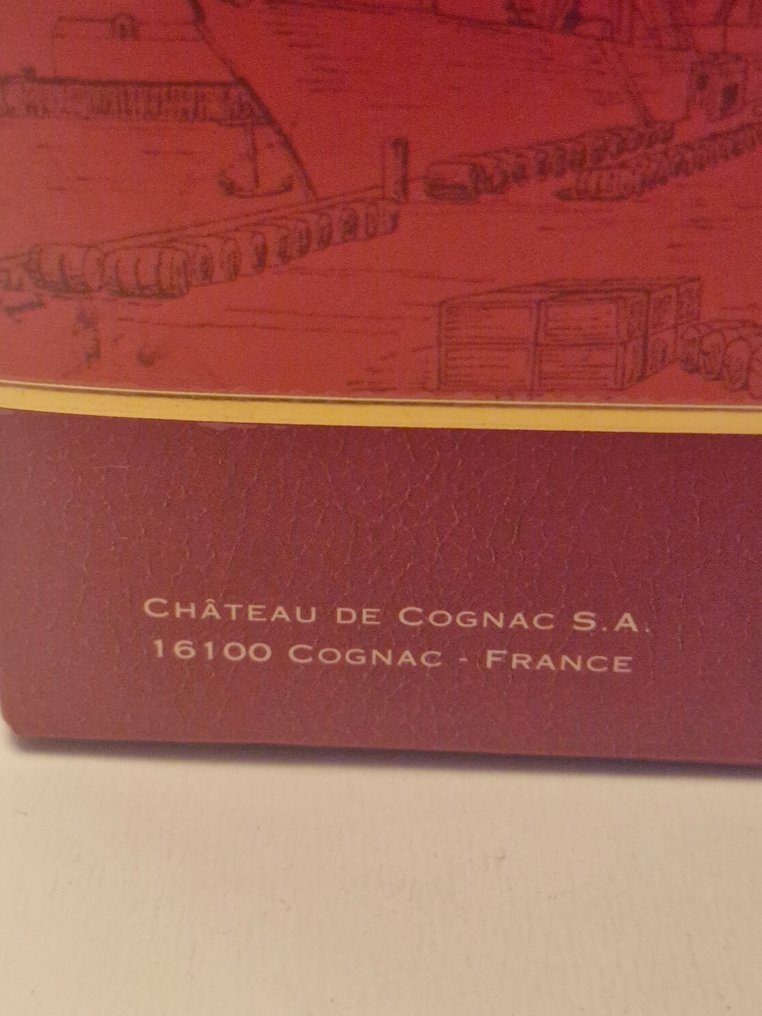 Château de Cognac S.A.
16100 Cognac - France